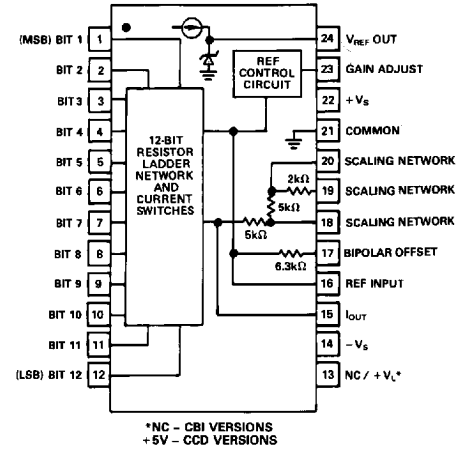 (MSB) BIT 1 1
BIT 2 2
BIT 3 3
BIT 4 4
BIT 5 5
BIT 6 6
BIT 7 7
BIT 8 8
BIT 9 9
BIT 10 10
BIT 11 11
(LSB) BIT 12 12
12-BIT
RESISTOR
LADDER
NETWORK
AND
CURRENT
SWITCHES
REF
CONTROL
CIRCUIT
2kΩ
5kΩ
5kΩ
6.3kΩ
24 VREF OUT
23 GAIN ADJUST
22 +VS
21 COMMON
20 SCALING NETWORK
19 SCALING NETWORK
18 SCALING NETWORK
17 BIPOLAR OFFSET
16 REF INPUT
15 IOUT
14 –VS
13 NC / +VL*
*NC – CBI VERSIONS
+5V – CCD VERSIONS